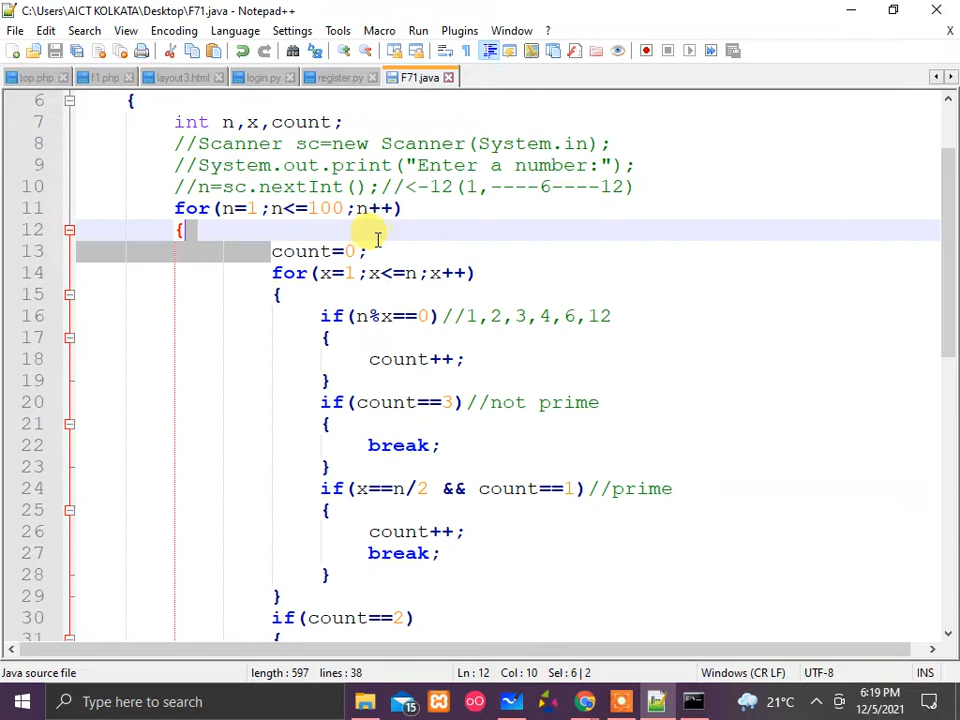 C:\Users\AICT KOLKATA\Desktop\F71.java - Notepad++
File Edit Search View Encoding Language Settings Tools Macro Run Plugins Window ? X
top.php f1.php layout3.html login.py register.py F71.java
6 {
7 int n,x,count;
8 //Scanner sc=new Scanner(System.in);
9 //System.out.print("Enter a number:");
10 //n=sc.nextInt();//<-12(1,----6----12)
11 for(n=1;n<=100;n++)
12 {
13 count=0;
14 for(x=1;x<=n;x++)
15 {
16 if(n%x==0)//1,2,3,4,6,12
17 {
18 count++;
19 }
20 if(count==3)//not prime
21 {
22 break;
23 }
24 if(x==n/2 && count==1)//prime
25 {
26 count++;
27 break;
28 }
29 }
30 if(count==2)
31 {
Java source file length : 597 lines : 38 Ln : 12 Col : 10 Sel : 6 | 2 Windows (CR LF) UTF-8 INS
Type here to search 15 21°C 6:19 PM
12/5/2021